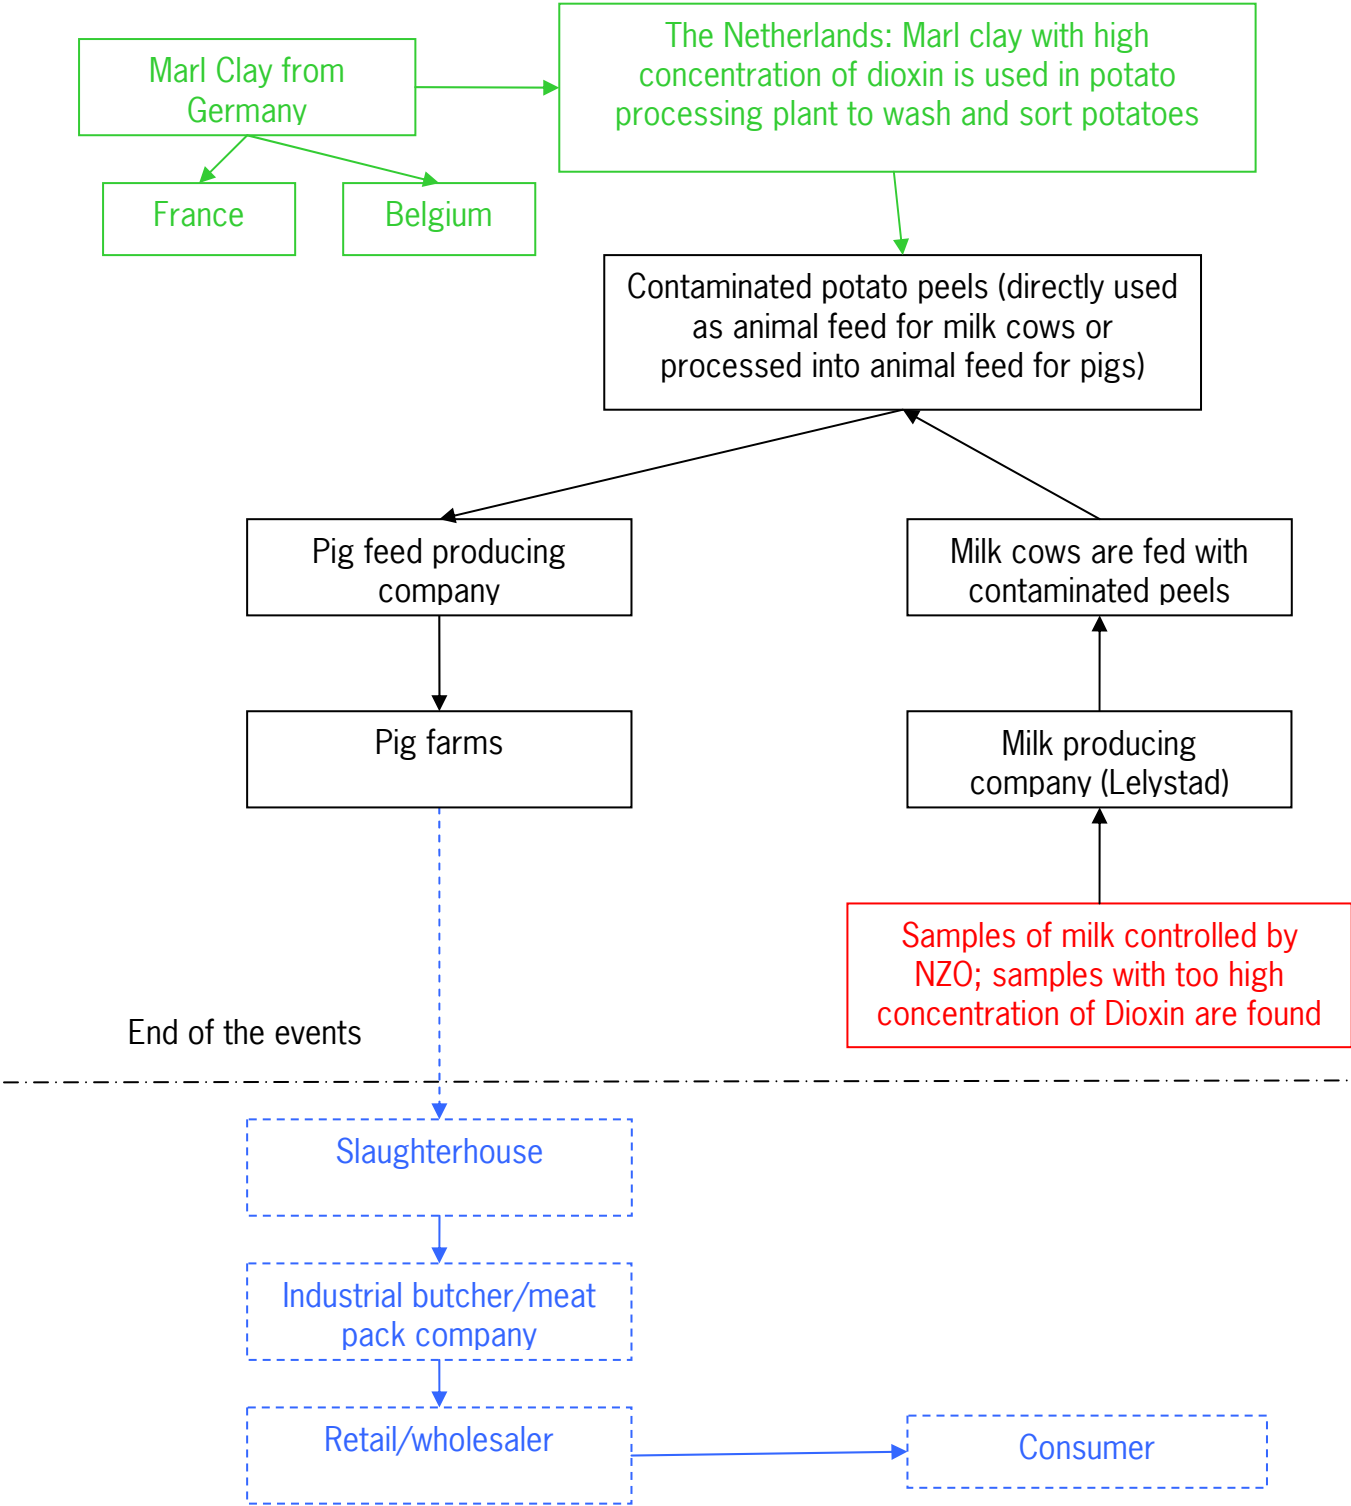 Marl Clay from
Germany
The Netherlands: Marl clay with high
concentration of dioxin is used in potato
processing plant to wash and sort potatoes
France
Belgium
Contaminated potato peels (directly used
as animal feed for milk cows or
processed into animal feed for pigs)
Pig feed producing
company
Milk cows are fed with
contaminated peels
Pig farms
Milk producing
company (Lelystad)
Samples of milk controlled by
NZO; samples with too high
concentration of Dioxin are found
End of the events
Slaughterhouse
Industrial butcher/meat
pack company
Retail/wholesaler
Consumer